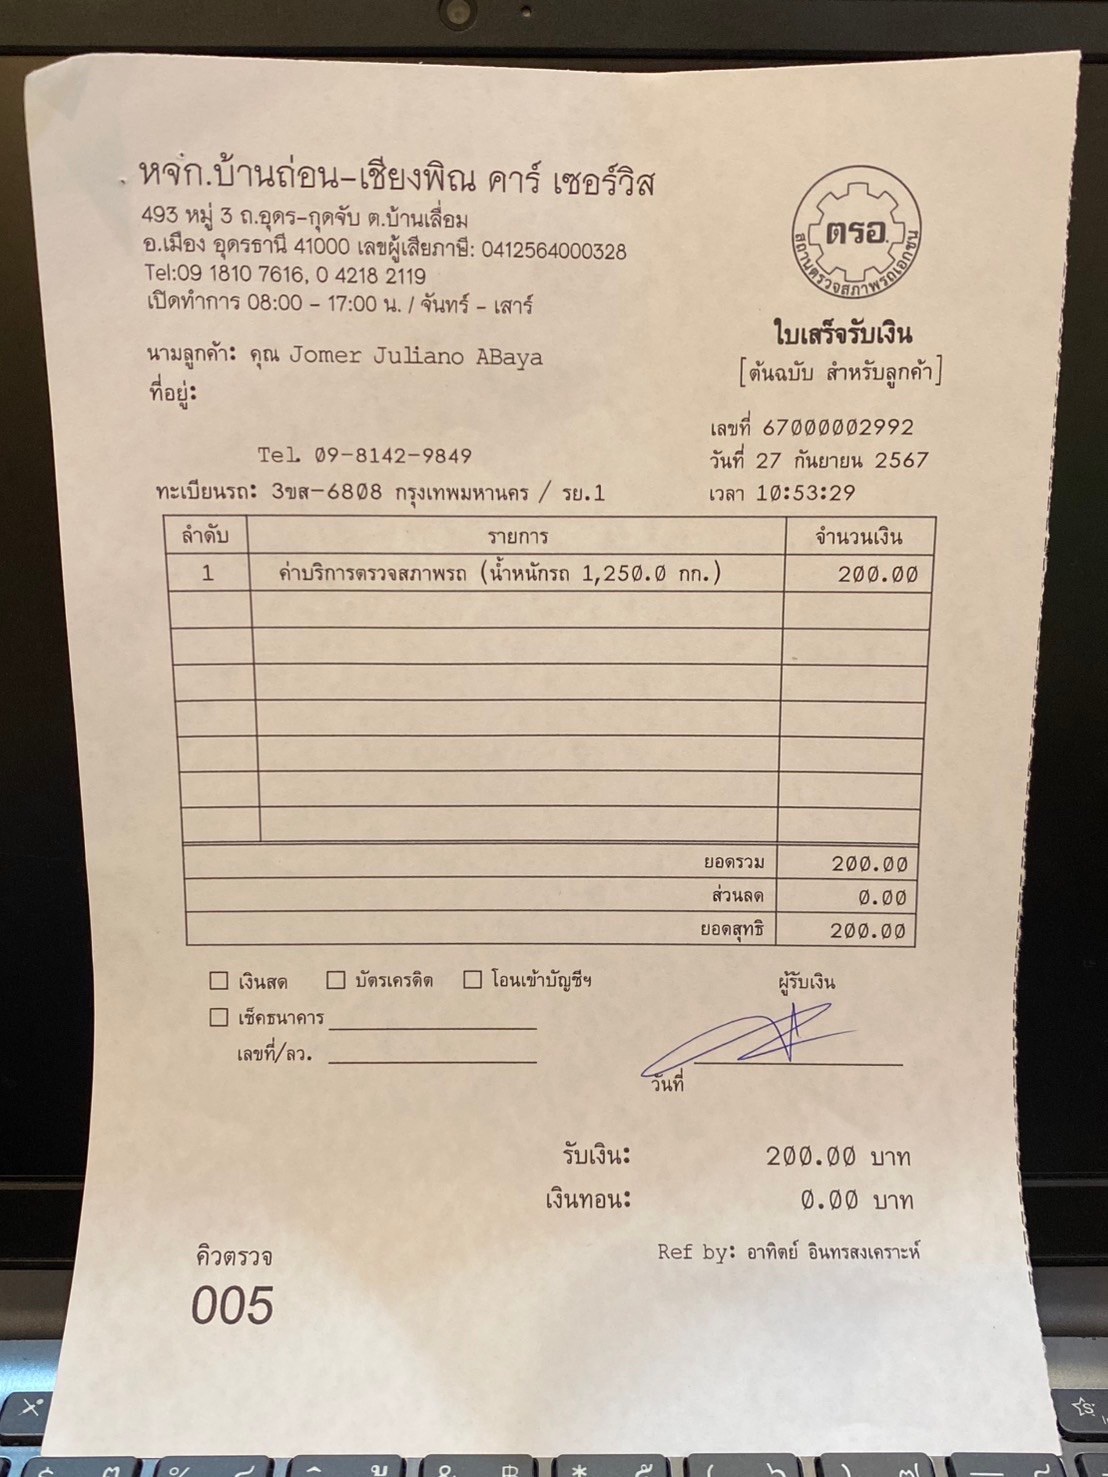 หจก.บ้านถ่อน-เชียงพิณ คาร์ เซอร์วิส
493 หมู่ 3 ถ.อุดร-กุดจับ ต.บ้านเลื่อม
อ.เมือง อุดรธานี 41000 เลขผู้เสียภาษี: 0412564000328
Tel:09 1810 7616, 0 4218 2119
เปิดทำการ 08:00 - 17:00 น. / จันทร์ - เสาร์
ตรอ.
สถานตรวจสภาพรถเอกชน
ใบเสร็จรับเงิน
[ต้นฉบับ สำหรับลูกค้า]
นามลูกค้า: คุณ Jomer Juliano ABaya
ที่อยู่:
เลขที่ 67000002992
Tel. 09-8142-9849
วันที่ 27 กันยายน 2567
ทะเบียนรถ: 3ขส-6808 กรุงเทพมหานคร / รย.1
เวลา 10:53:29
ลำดับ รายการ จำนวนเงิน
1 ค่าบริการตรวจสภาพรถ (น้ำหนักรถ 1,250.0 กก.) 200.00
ยอดรวม 200.00
ส่วนลด 0.00
ยอดสุทธิ 200.00
เงินสด บัตรเครดิต โอนเข้าบัญชีฯ
ผู้รับเงิน
เช็คธนาคาร
เลขที่/ลว.
วันที่
รับเงิน: 200.00 บาท
เงินทอน: 0.00 บาท
Ref by: อาทิตย์ อินทรสงเคราะห์
คิวตรวจ
005